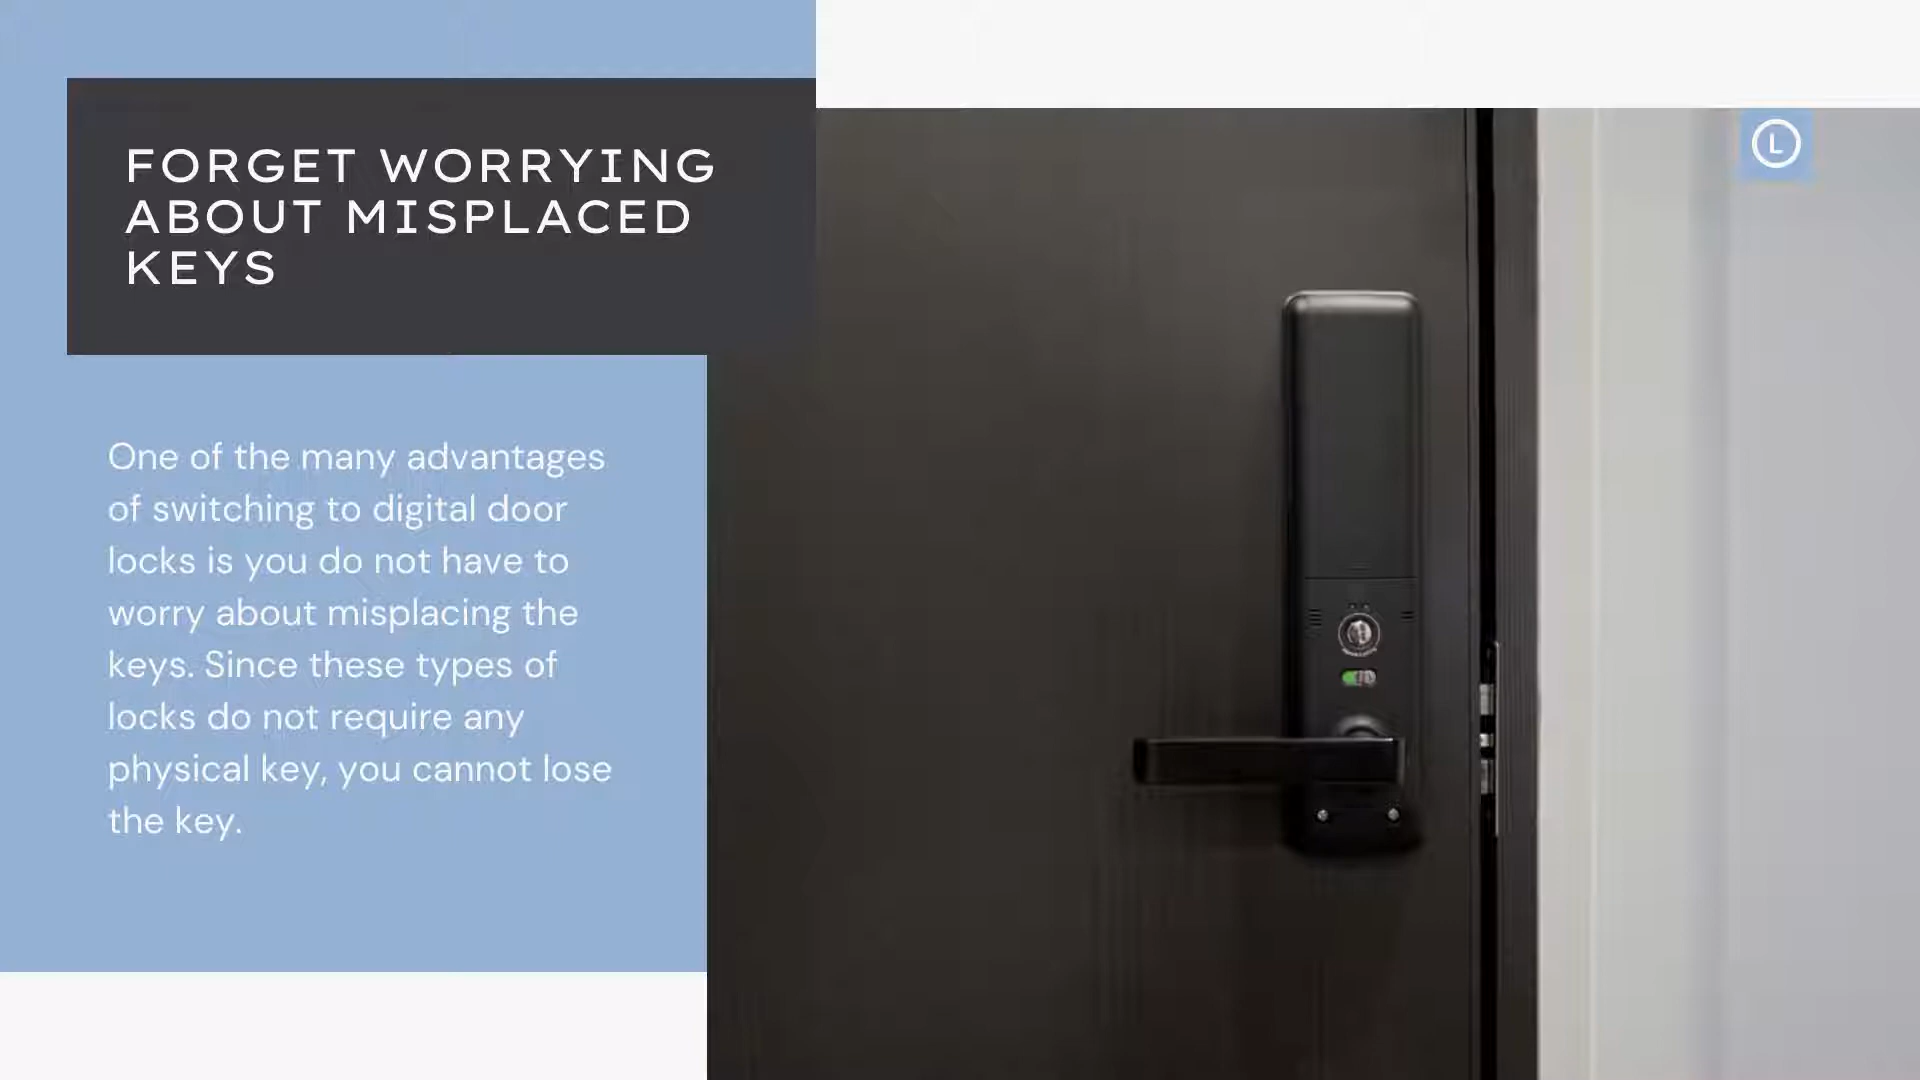 FORGET WORRYING
ABOUT MISPLACED
KEYS
L
One of the many advantages
of switching to digital door
locks is you do not have to
worry about misplacing the
keys. Since these types of
locks do not require any
physical key, you cannot lose
the key.